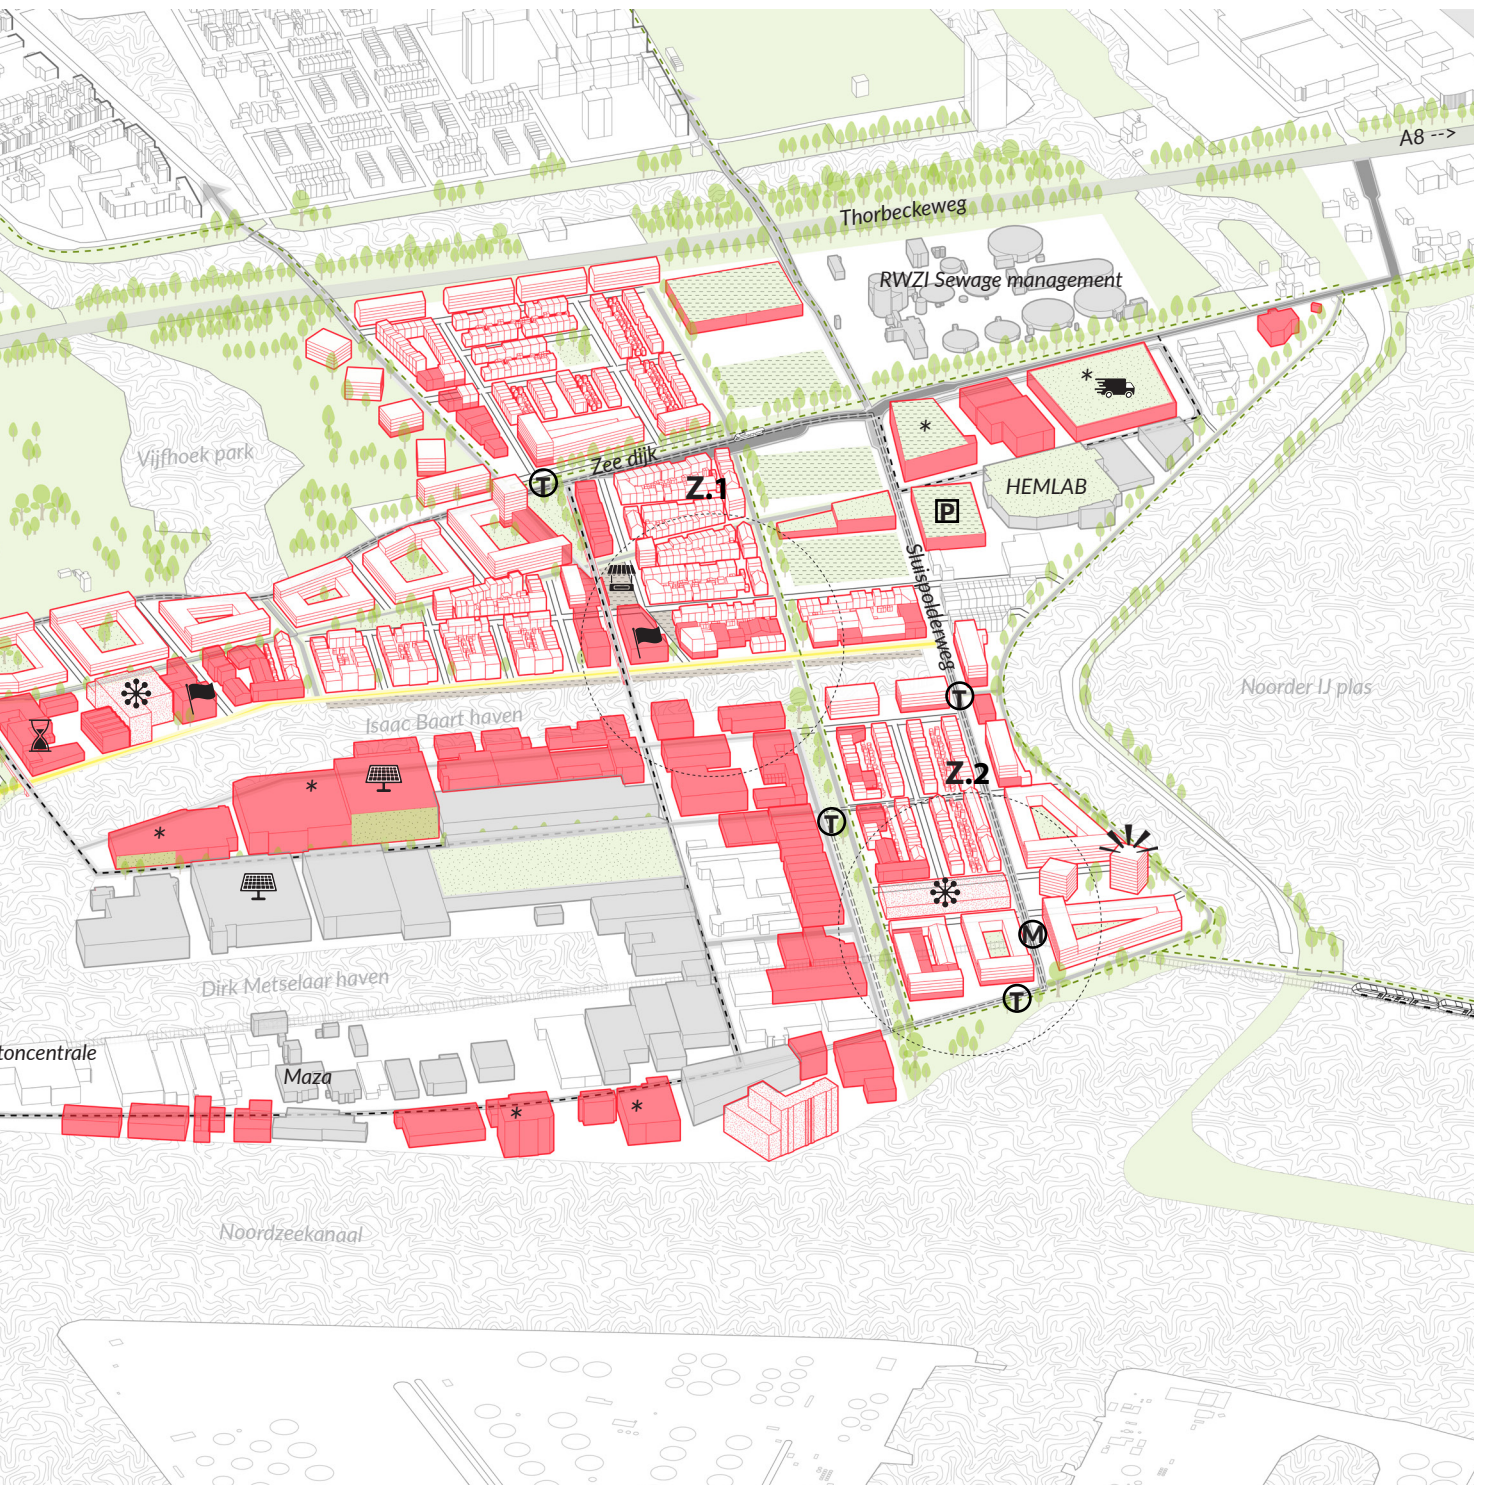 A8 -->
Thorbeckeweg
RWZI Sewage management
*
*
Vijfhoek park
Zee dijk
T
Z.1
HEMLAB
P
Sluispolderweg
Noorder IJ plas
T
Isaac Baart haven
Z.2
*
*
T
M
Dirk Metselaar haven
T
toncentrale
Maza
*
*
Noordzeekanaal